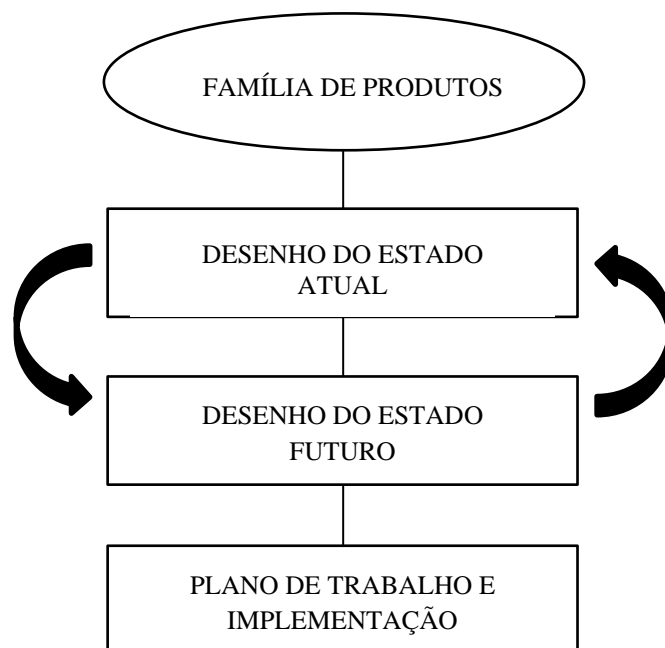 FAMÍLIA DE PRODUTOS
DESENHO DO ESTADO
ATUAL
DESENHO DO ESTADO
FUTURO
PLANO DE TRABALHO E
IMPLEMENTAÇÃO